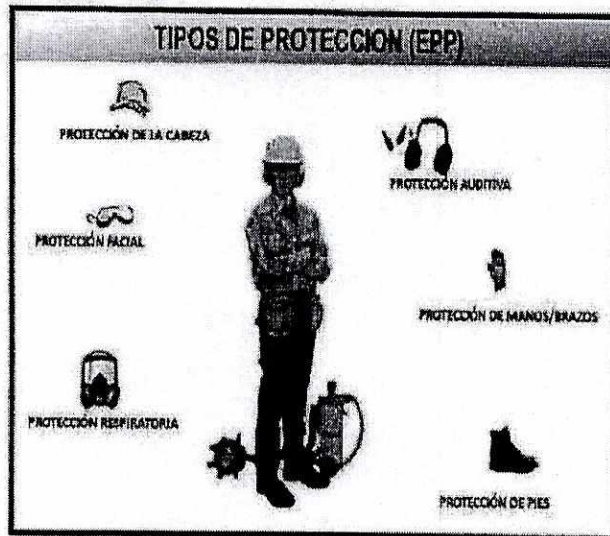 TIPOS DE PROTECCION (EPP)
PROTECCIÓN DE LA CABEZA
PROTECCIÓN AUDITIVA
PROTECCIÓN FACIAL
PROTECCIÓN DE MANOS/BRAZOS
PROTECCIÓN RESPIRATORIA
PROTECCIÓN DE PIES